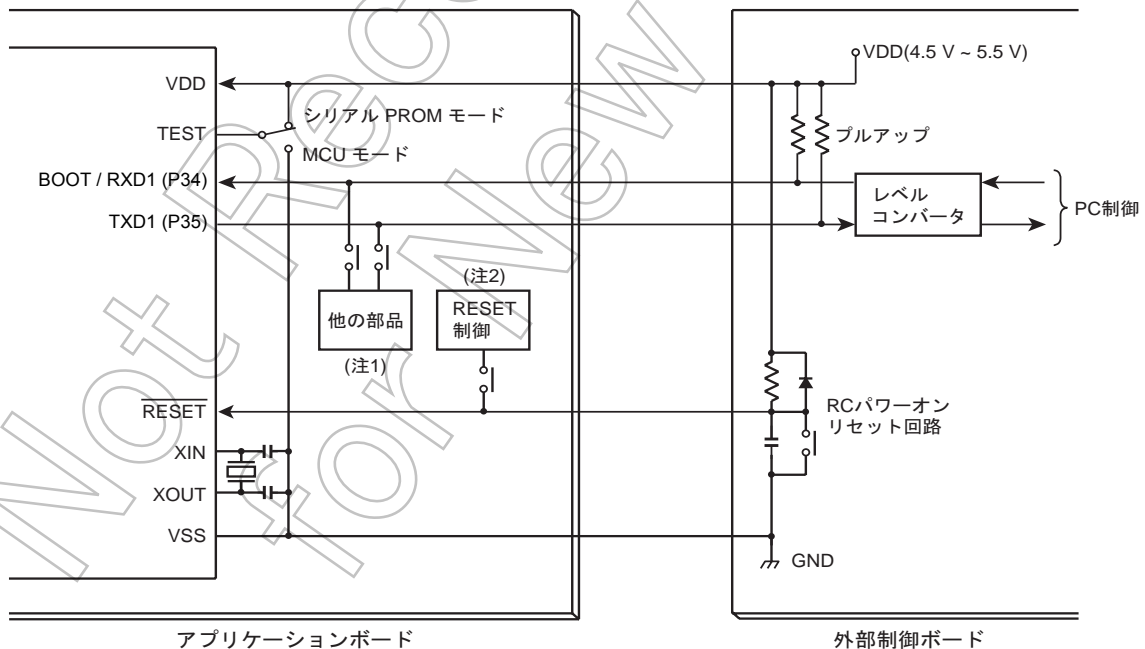 VDD(4.5 V ~ 5.5 V)
VDD
TEST
シリアル PROM モード
MCU モード
プルアップ
BOOT / RXD1 (P34)
TXD1 (P35)
レベル
コンバータ
PC制御
他の部品
(注1)
(注2)
RESET
制御
RESET
RCパワーオン
リセット回路
XIN
XOUT
VSS
GND
アプリケーションボード
外部制御ボード
Not Rec
for New